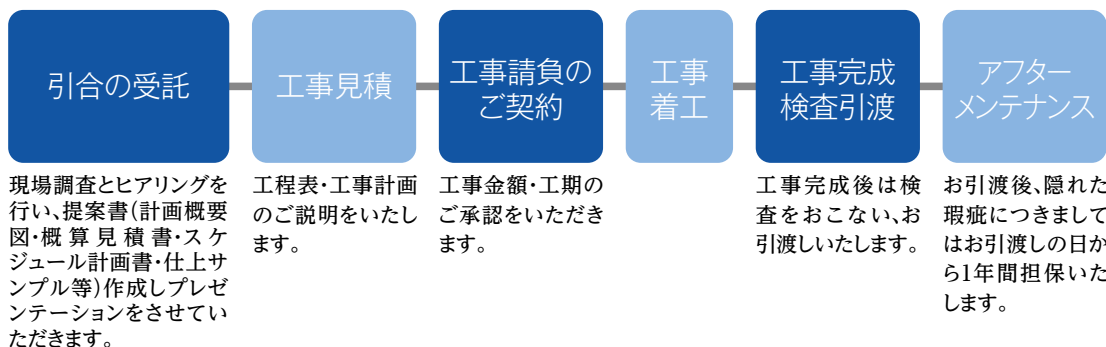 引合の受託
工事見積
工事請負の
ご契約
工事
着工
工事完成
検査引渡
アフター
メンテナンス
現場調査とヒアリングを
行い、提案書(計画概要
図・概算見積書・スケ
ジュール計画書・仕上サ
ンプル等)作成しプレゼ
ンテーションをさせてい
ただきます。
工程表・工事計画
のご説明をいたし
ます。
工事金額・工期の
ご承認をいただき
ます。
工事完成後は検
査をおこない、お
引渡しいたします。
お引渡後、隠れた
瑕疵につきまして
はお引渡しの日か
ら1年間担保いた
します。